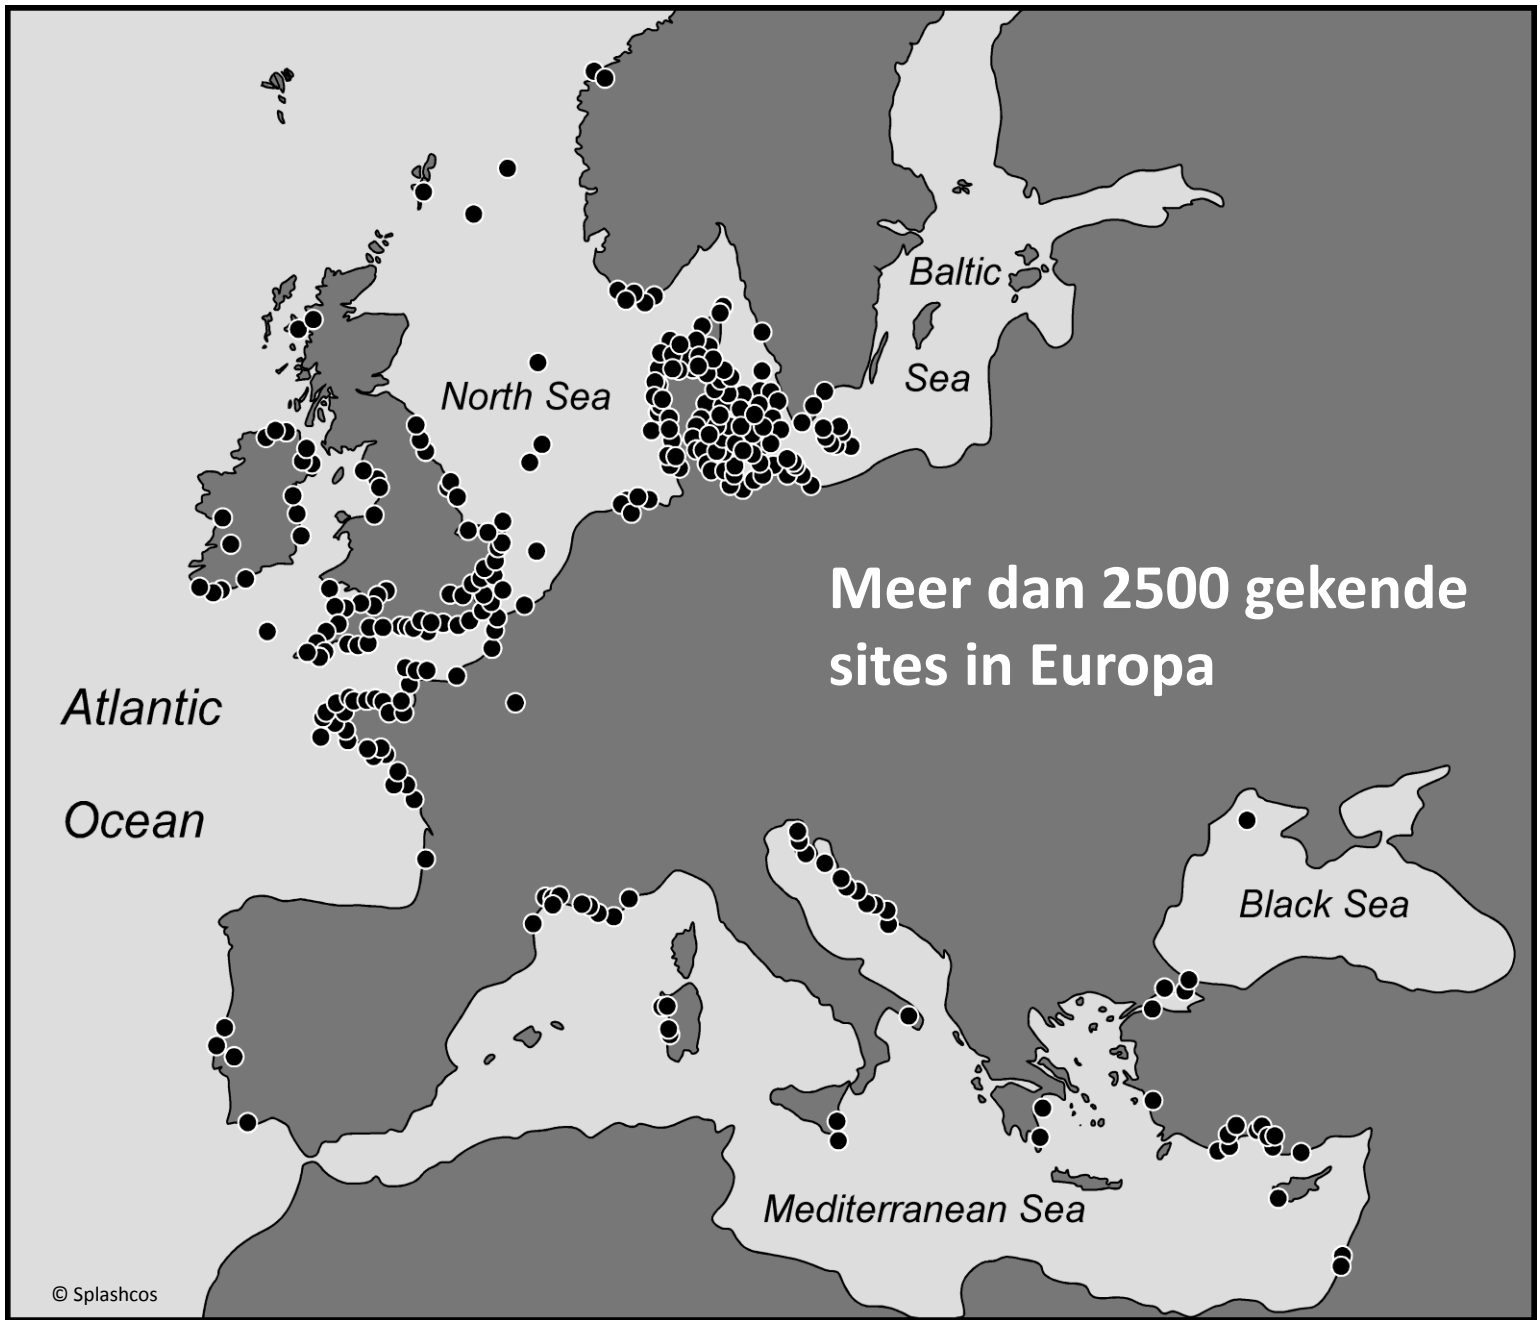 Baltic
Sea
North Sea
Meer dan 2500 gekende
sites in Europa
Atlantic
Ocean
Black Sea
Mediterranean Sea
© Splashcos